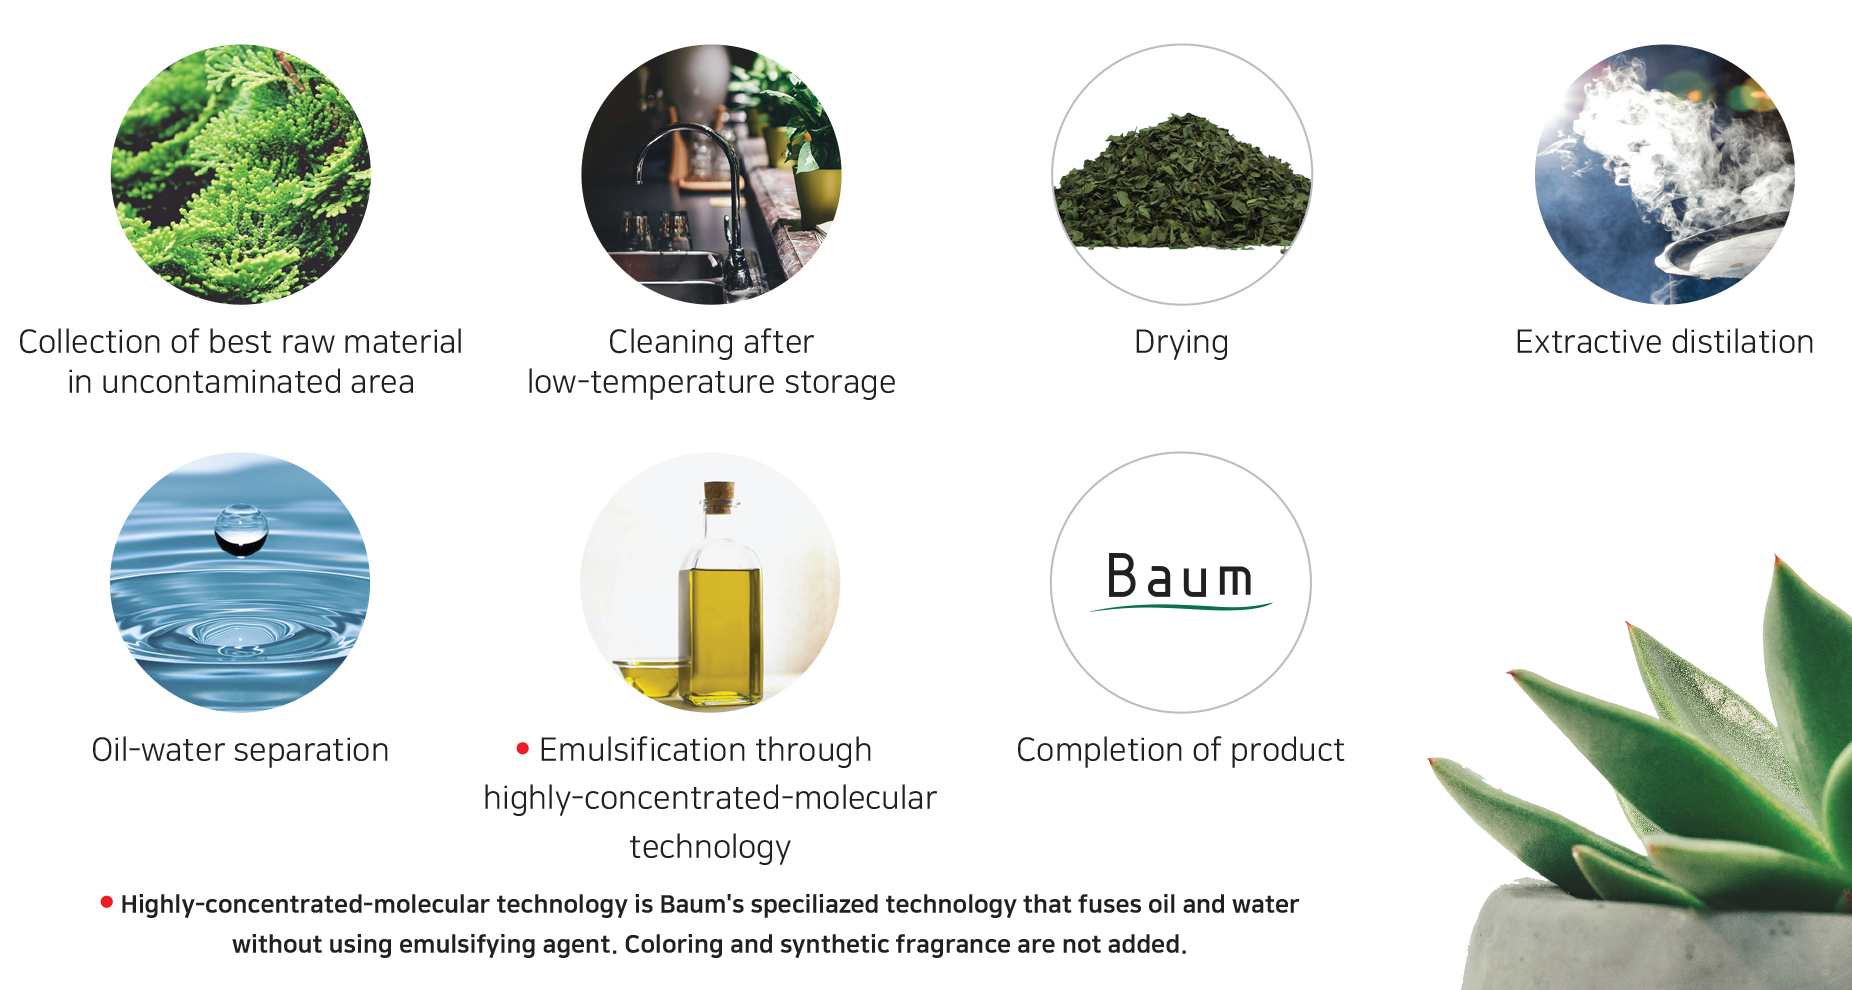 Collection of best raw material
in uncontaminated area
Cleaning after
low-temperature storage
Drying
Extractive distilation
Oil-water separation
• Emulsification through
highly-concentrated-molecular
technology
Baum
Completion of product
• Highly-concentrated-molecular technology is Baum's speciliazed technology that fuses oil and water
without using emulsifying agent. Coloring and synthetic fragrance are not added.